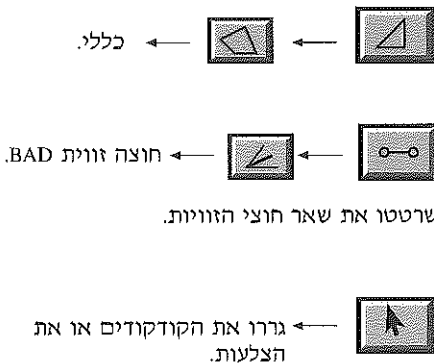 כללי.
חוצה זווית BAD.
שרטטו את שאר חוצי הזוויות.
גררו את הקודקודים או את
הצלעות.